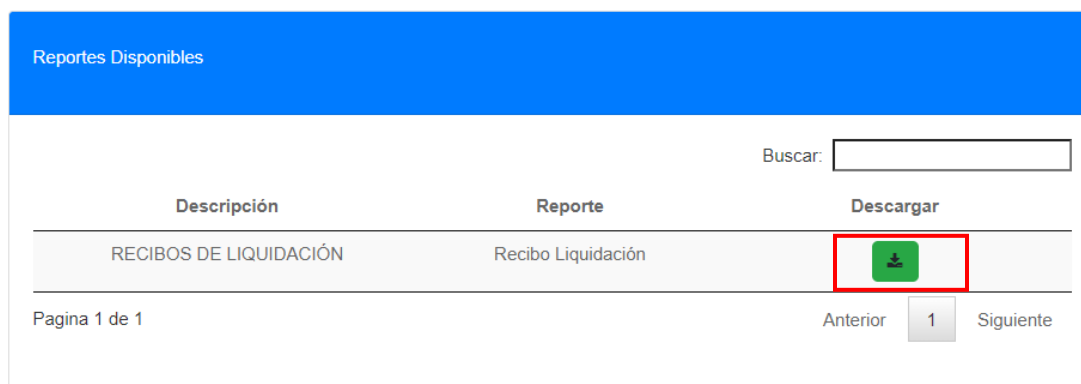 Reportes Disponibles
Buscar:
Descripción Reporte Descargar
RECIBOS DE LIQUIDACIÓN Recibo Liquidación
Pagina 1 de 1 Anterior 1 Siguiente